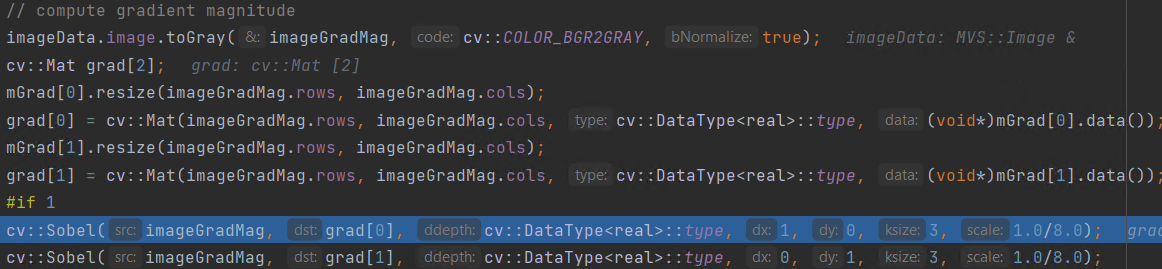 // compute gradient magnitude
imageData.image.toGray( &: imageGradMag, code: cv::COLOR_BGR2GRAY, bNormalize: true); imageData: MVS::Image &
cv::Mat grad[2]; grad: cv::Mat [2]
mGrad[0].resize(imageGradMag.rows, imageGradMag.cols);
grad[0] = cv::Mat(imageGradMag.rows, imageGradMag.cols, type: cv::DataType<real>::type, data: (void*)mGrad[0].data());
mGrad[1].resize(imageGradMag.rows, imageGradMag.cols);
grad[1] = cv::Mat(imageGradMag.rows, imageGradMag.cols, type: cv::DataType<real>::type, data: (void*)mGrad[1].data());
#if 1
cv::Sobel( src: imageGradMag, dst: grad[0], ddepth: cv::DataType<real>::type, dx: 1, dy: 0, ksize: 3, scale: 1.0/8.0); grad
cv::Sobel( src: imageGradMag, dst: grad[1], ddepth: cv::DataType<real>::type, dx: 0, dy: 1, ksize: 3, scale: 1.0/8.0);